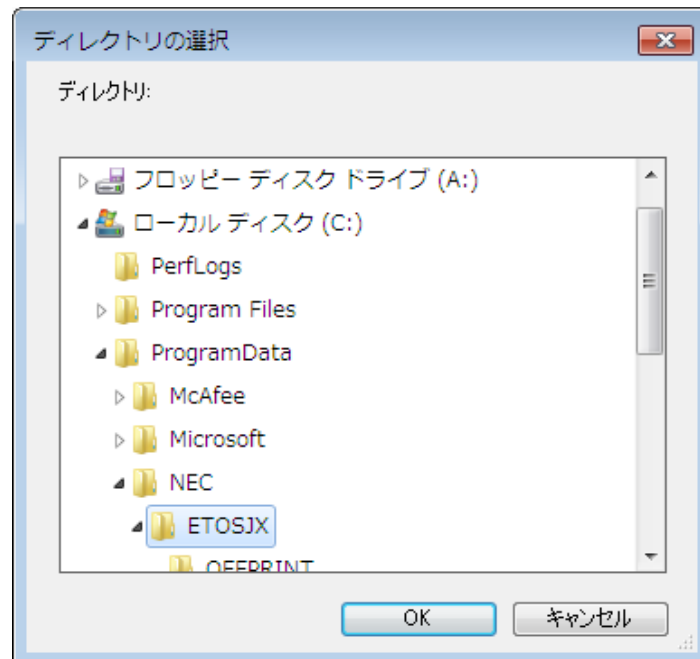 ディレクトリの選択
ディレクトリ:
フロッピー ディスク ドライブ (A:)
ローカル ディスク (C:)
PerfLogs
Program Files
ProgramData
McAfee
Microsoft
NEC
ETOSJX
OFFPRINT
OK
キャンセル